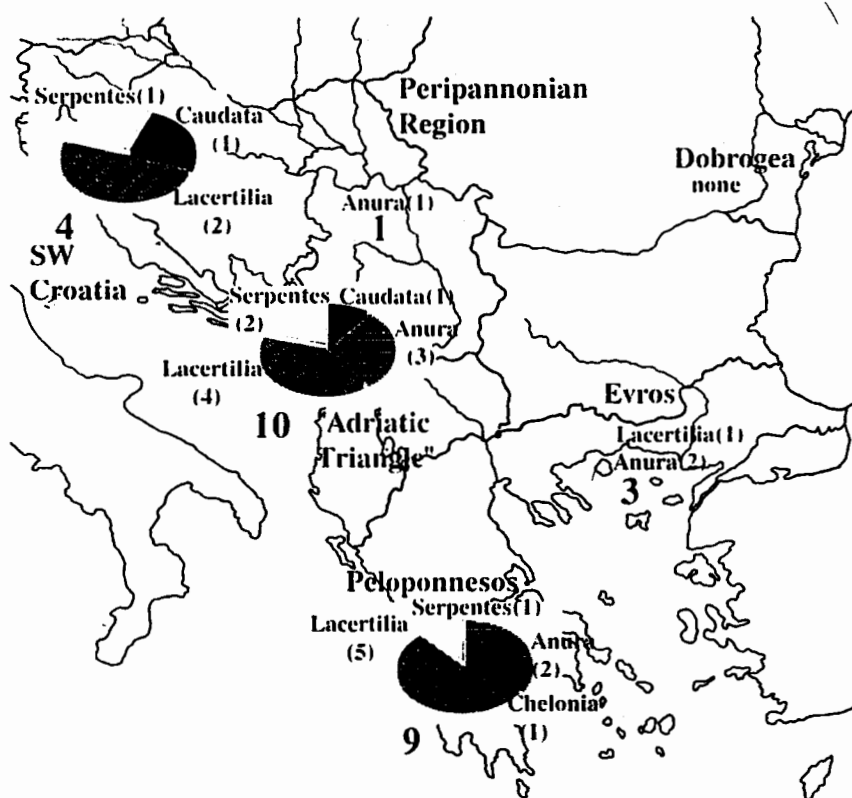 Peripannonian
Region
Serpentes(1)
Caudata
(1)
Lacertilia
(2)
4
SW
Croatia
Dobrogea
none
Anura(1)
1
Serpentes
(2)
Caudata(1)
Anura
(3)
Lacertilia
(4)
10
"Adriatic
Triangle"
Evros
Lacertilia(1)
Anura(2)
3
Peloponnesos
Serpentes(1)
Lacertilia
(5)
Anura
(2)
Chelonia
(1)
9